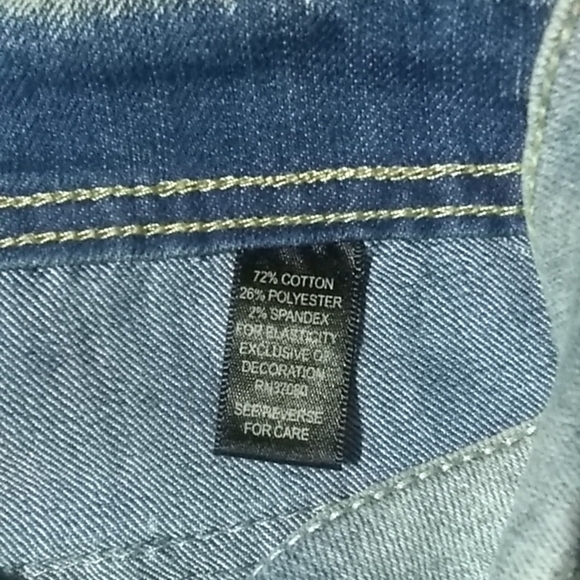 72% COTTON
26% POLYESTER
2% SPANDEX
FOR ELASTICITY
EXCLUSIVE OF
DECORATION
SEE REVERSE
FOR CARE